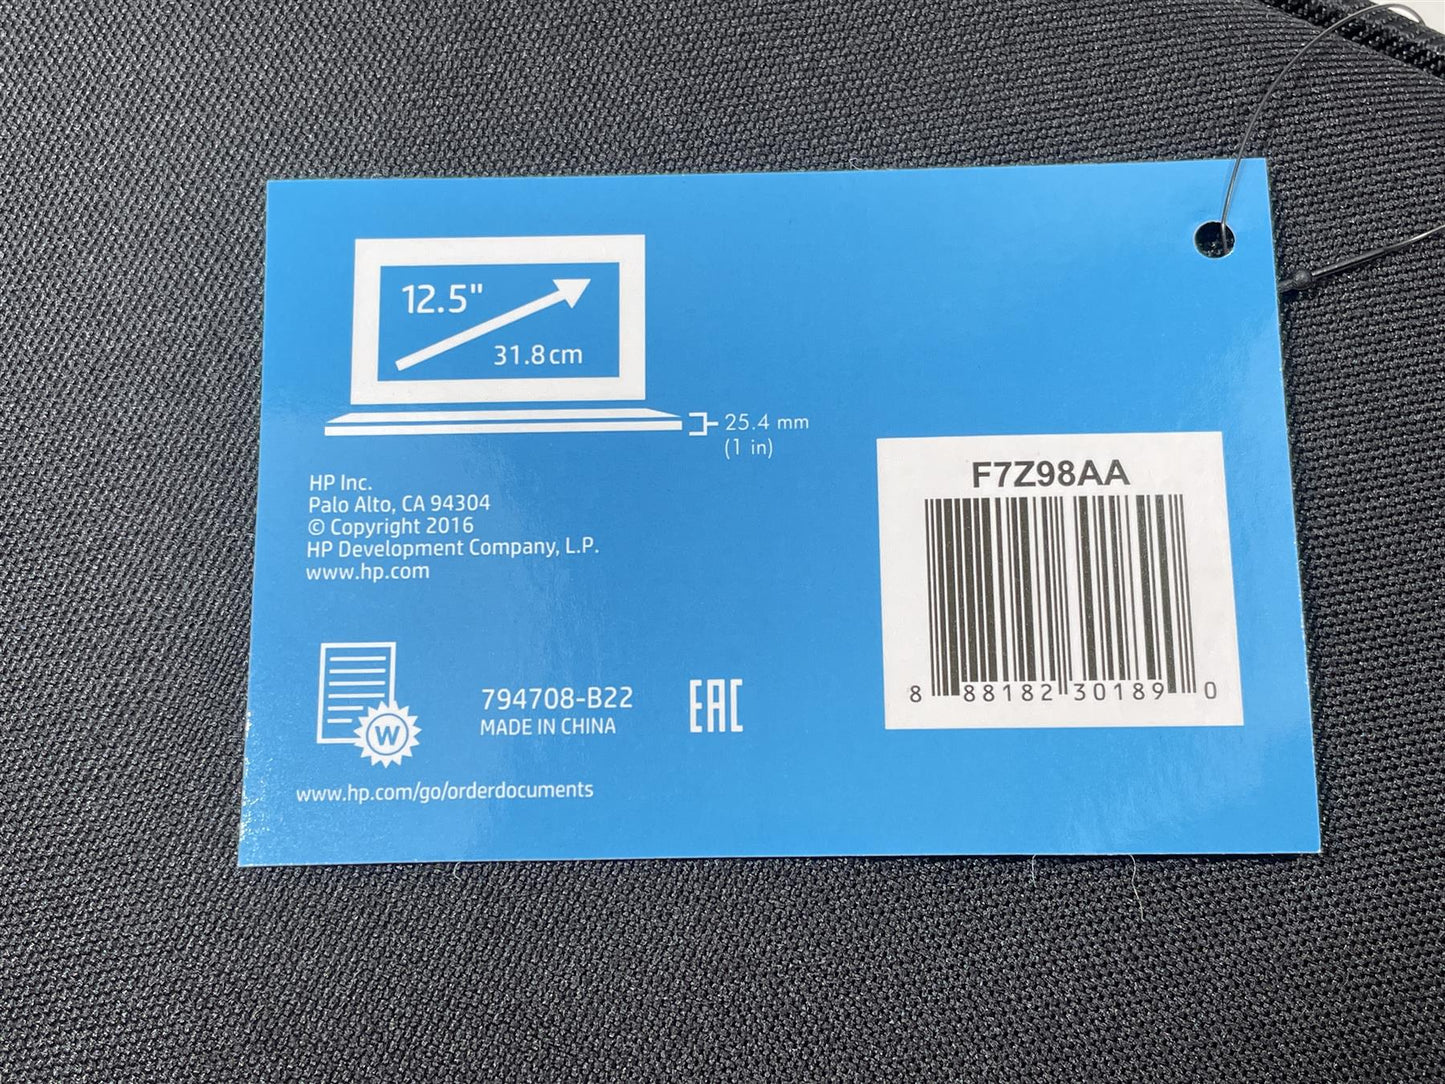 12.5"
31.8cm
25.4 mm
(1 in)
HP Inc.
Palo Alto, CA 94304
© Copyright 2016
HP Development Company, L.P.
www.hp.com
W
794708-B22
MADE IN CHINA
EAC
www.hp.com/go/orderdocuments
F7Z98AA
8 88182 30189 0